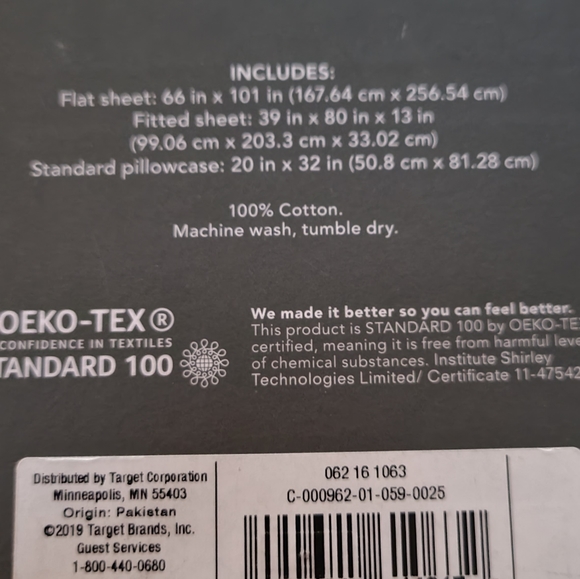 INCLUDES:
Flat sheet: 66 in x 101 in (167.64 cm x 256.54 cm)
Fitted sheet: 39 in x 80 in x 13 in
(99.06 cm x 203.3 cm x 33.02 cm)
Standard pillowcase: 20 in x 32 in (50.8 cm x 81.28 cm)
100% Cotton.
Machine wash, tumble dry.
OEKO-TEX®
CONFIDENCE IN TEXTILES
TANDARD 100
We made it better so you can feel better.
This product is STANDARD 100 by OEKO-TE
certified, meaning it is free from harmful leve
of chemical substances. Institute Shirley
Technologies Limited/ Certificate 11-47542
Distributed by Target Corporation
Minneapolis, MN 55403
Origin: Pakistan
©2019 Target Brands, Inc.
Guest Services
1-800-440-0680
062 16 1063
C-000962-01-059-0025